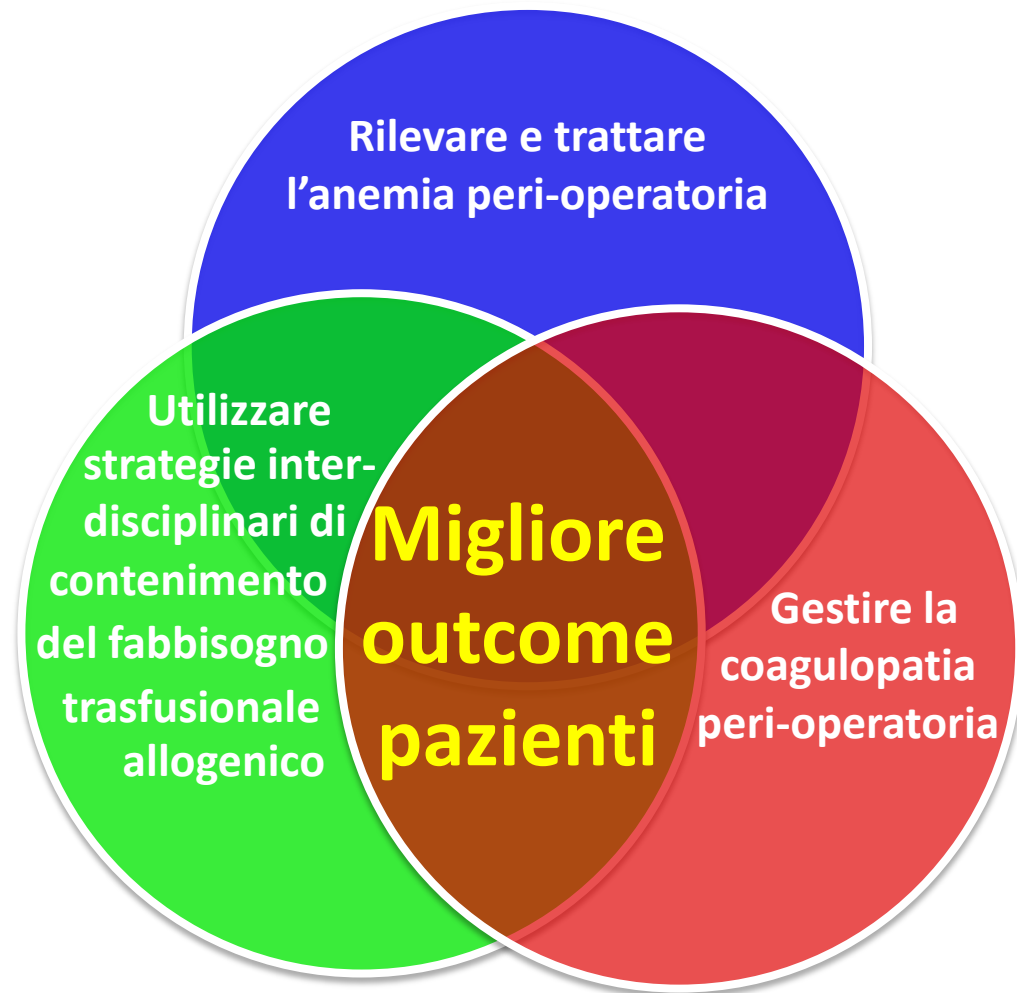 Rilevare e trattare
l’anemia peri-operatoria
Utilizzare
strategie inter-
disciplinari di
contenimento
del fabbisogno
trasfusionale
allogenico
Migliore
outcome
pazienti
Gestire la
coagulopatia
peri-operatoria